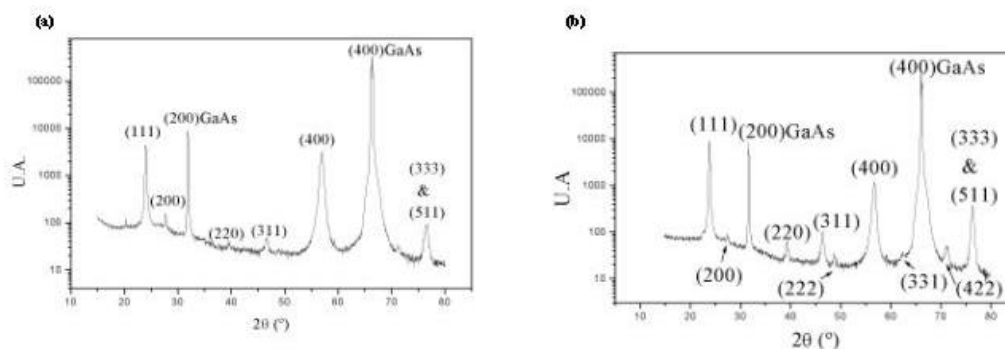 (a)
(400)GaAs
100000
10000
1000
100
10
U.A.
(111)
(200)GaAs
(200)
(220)
(311)
(400)
(333)
&
(511)
10 20 30 40 50 60 70 80
2θ (°)
(b)
(400)GaAs
100000
10000
1000
100
10
U.A
(111)
(200)GaAs
(333)
&
(511)
(400)
(220)
(311)
(200)
(222)
(331)
(422)
10 20 30 40 50 60 70 80
2θ (°)